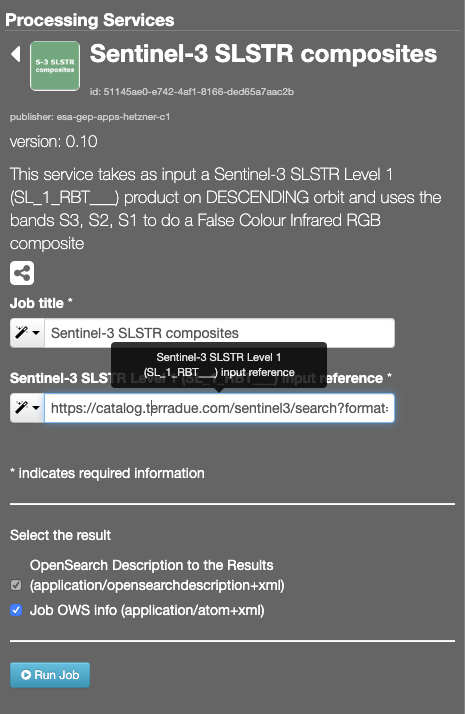 Processing Services
S-3 SLSTR
composites
Sentinel-3 SLSTR composites
id: 51145ae0-e742-4af1-8166-ded65a7aac2b
publisher: esa-gep-apps-hetzner-c1
version: 0.10
This service takes as input a Sentinel-3 SLSTR Level 1
(SL_1_RBT___) product on DESCENDING orbit and uses the
bands S3, S2, S1 to do a False Colour Infrared RGB
composite
Job title *
Sentinel-3 SLSTR composites
Sentinel-3 SLSTR Level 1
(SL_1_RBT___) input reference
Sentinel-3 SLSTR Level 1 (SL_1_RBT___) input reference *
https://catalog.terradue.com/sentinel3/search?format=
* indicates required information
Select the result
OpenSearch Description to the Results
(application/opensearchdescription+xml)
Job OWS info (application/atom+xml)
Run Job